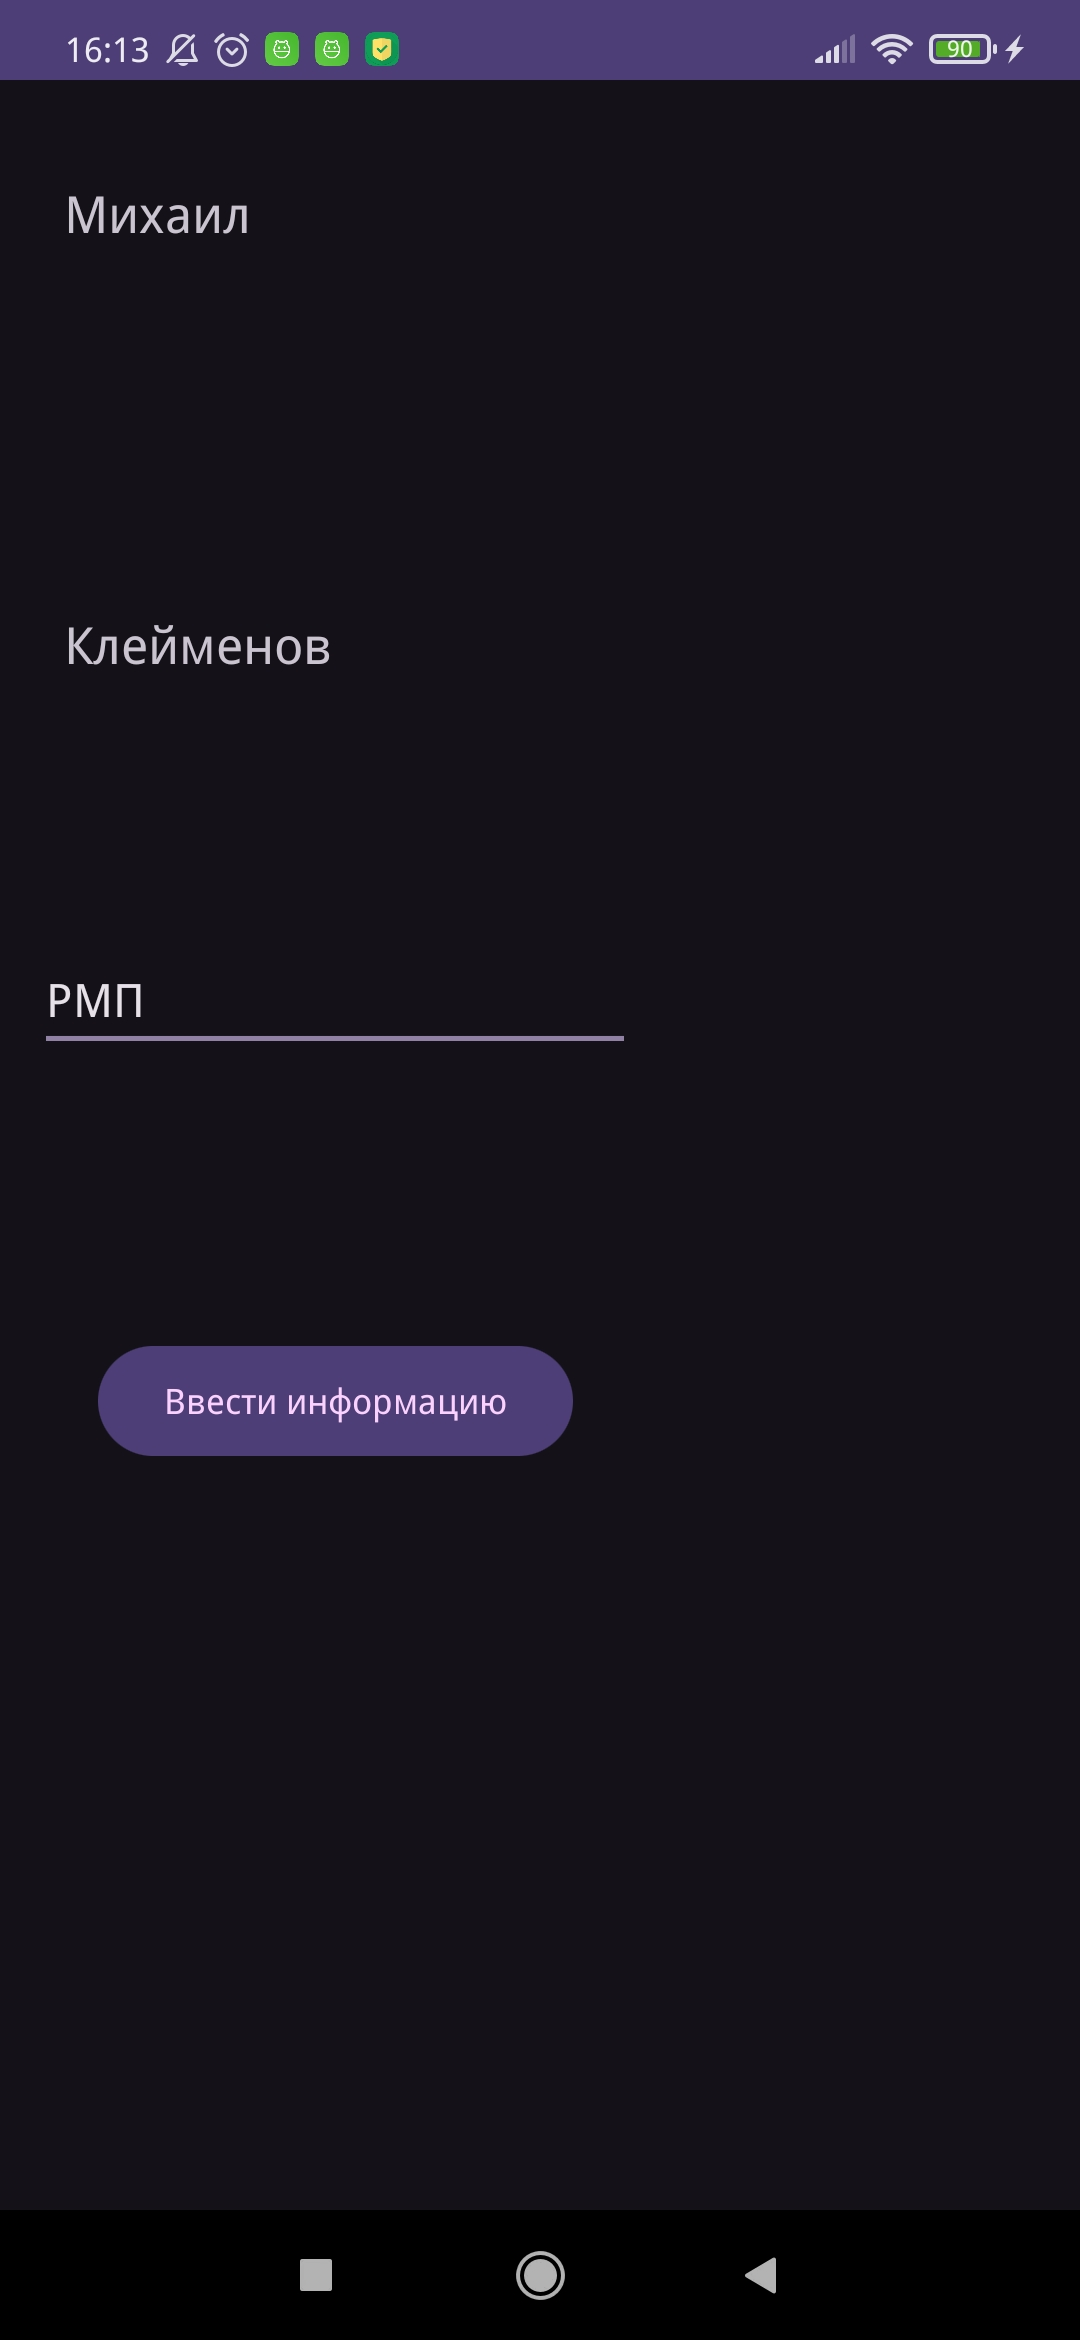 16:13
90
Михаил
Клейменов
РМП
Ввести информацию